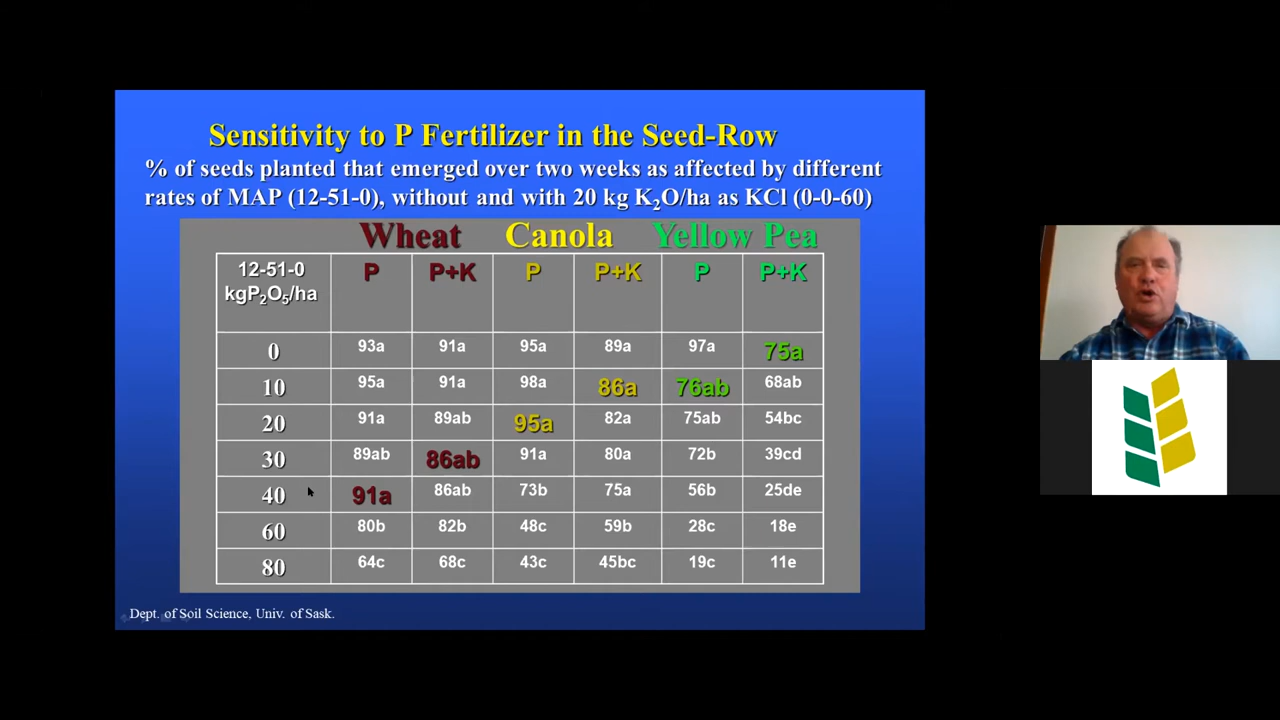 Sensitivity to P Fertilizer in the Seed-Row
% of seeds planted that emerged over two weeks as affected by different
rates of MAP (12-51-0), without and with 20 kg K₂O/ha as KCl (0-0-60)
Wheat Canola Yellow Pea
12-51-0 kgP₂O₅/ha P P+K P P+K P P+K
0 93a 91a 95a 89a 97a 75a
10 95a 91a 98a 86a 76ab 68ab
20 91a 89ab 95a 82a 75ab 54bc
30 89ab 86ab 91a 80a 72b 39cd
40 91a 86ab 73b 75a 56b 25de
60 80b 82b 48c 59b 28c 18e
80 64c 68c 43c 45bc 19c 11e
Dept. of Soil Science, Univ. of Sask.